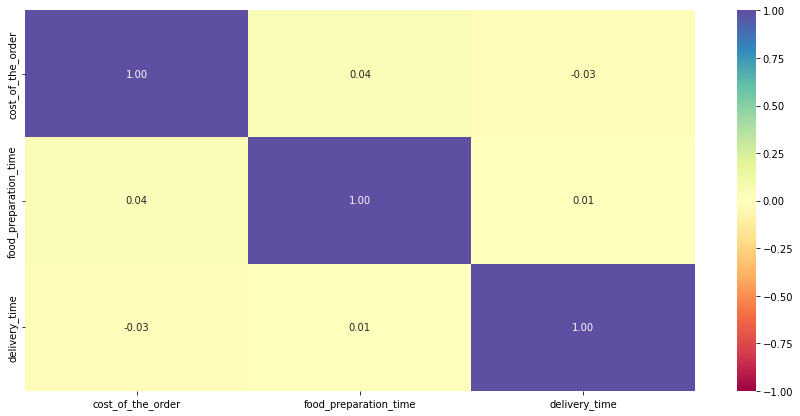 cost_of_the_order
food_preparation_time
delivery_time
1.00 0.04 -0.03
0.04 1.00 0.01
-0.03 0.01 1.00
cost_of_the_order food_preparation_time delivery_time
1.00
0.75
0.50
0.25
0.00
−0.25
−0.50
−0.75
−1.00